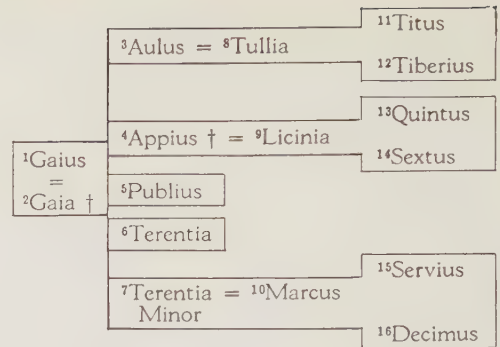 ¹¹Titus
³Aulus = ⁸Tullia
¹²Tiberius
¹³Quintus
⁴Appius † = ⁹Licinia
¹⁴Sextus
¹Gaius
=
²Gaia †
⁵Publius
⁶Terentia
¹⁵Servius
⁷Terentia = ¹⁰Marcus
Minor
¹⁶Decimus